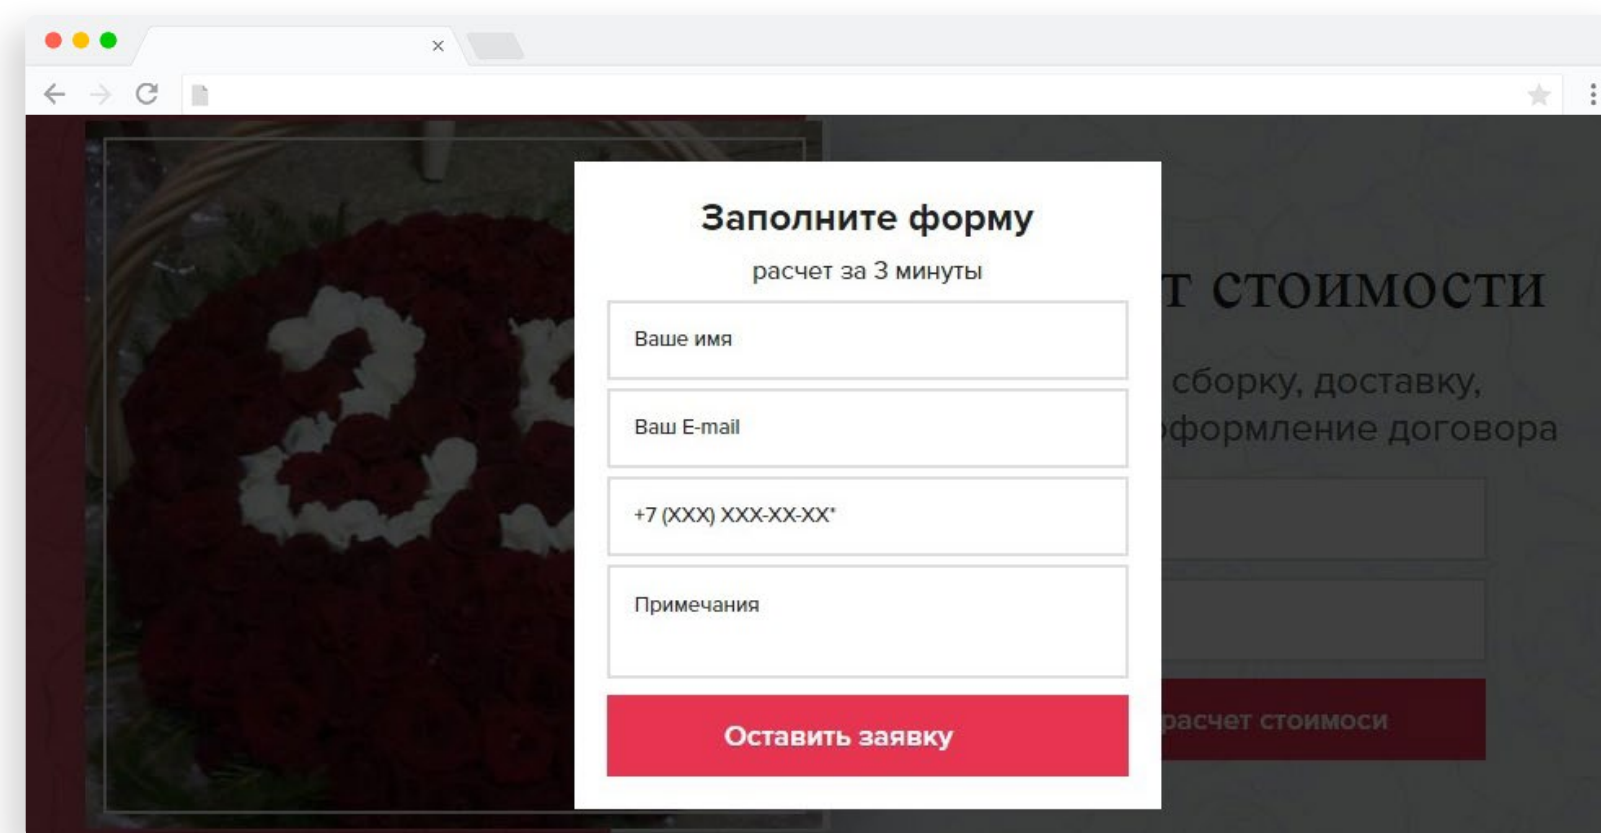 Заполните форму
расчет за 3 минуты
Ваше имя
Ваш E-mail
+7 (XXX) XXX-XX-XX*
Примечания
Оставить заявку
стоимости
сборку, доставку,
договора
расчет стоимоси